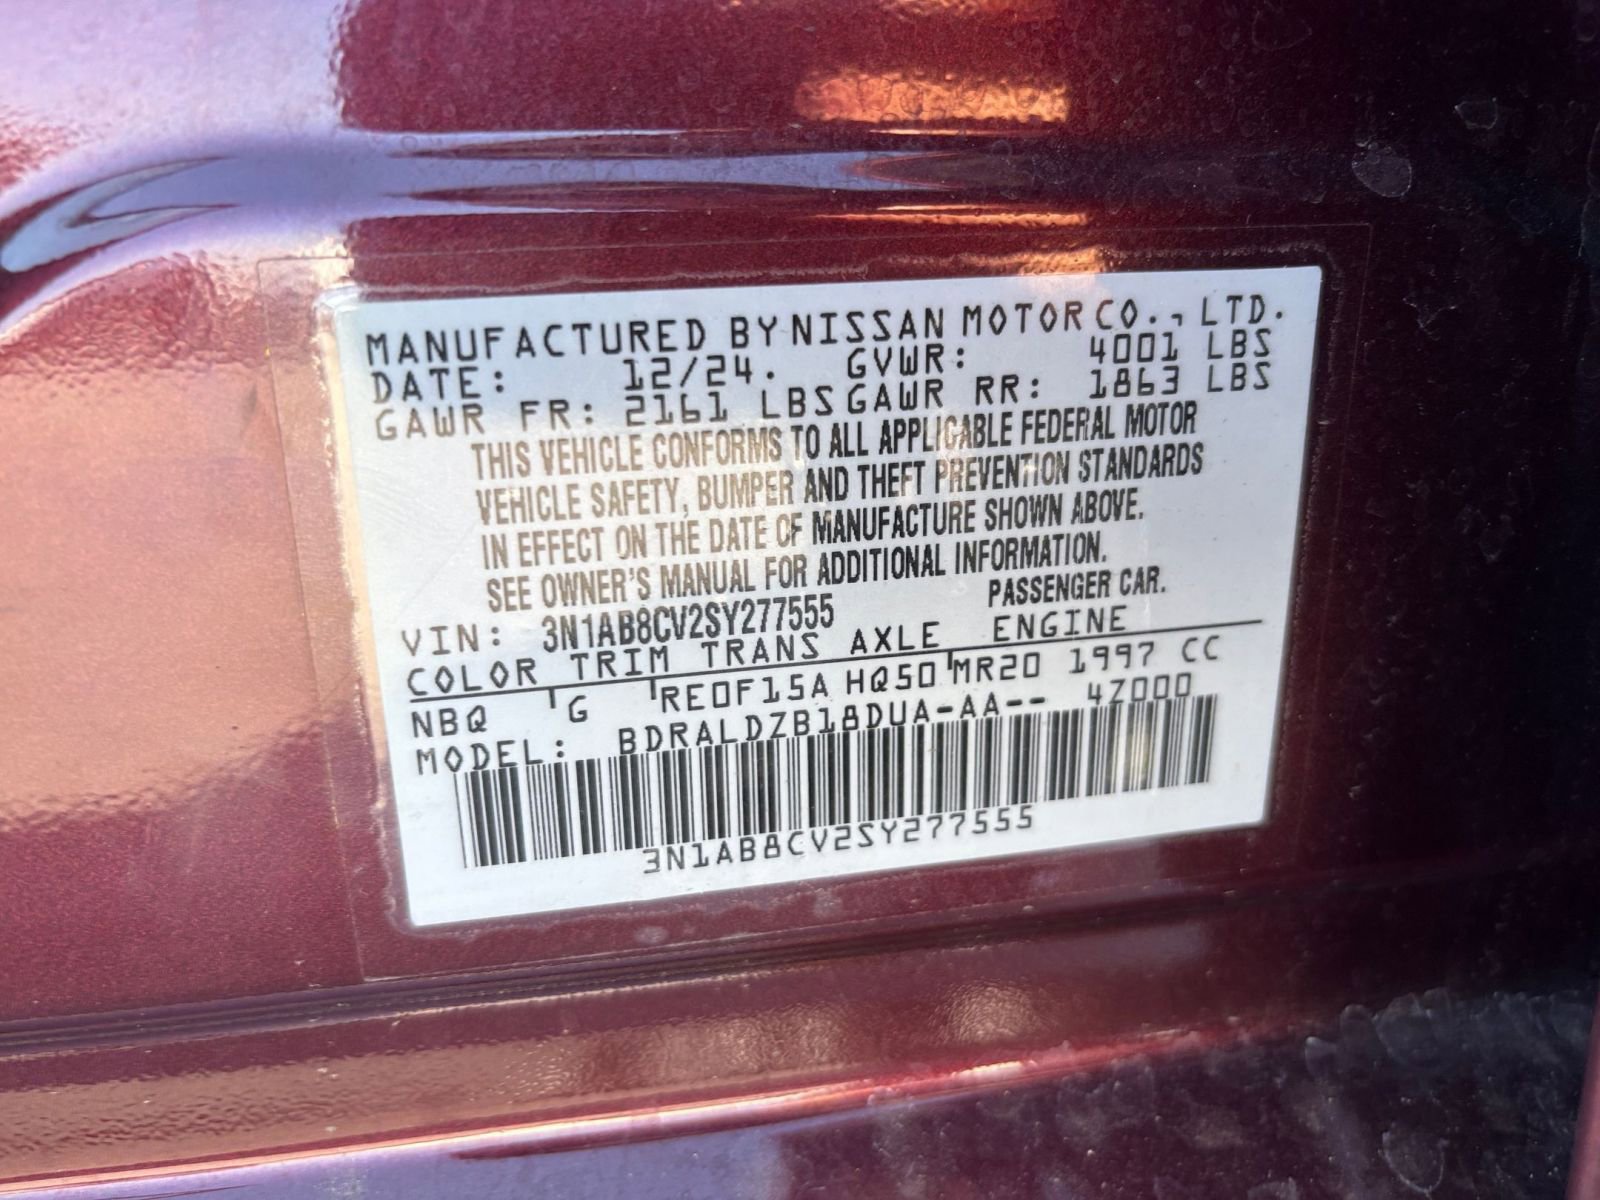 MANUFACTURED BY NISSAN MOTOR CO., LTD.
DATE: 12/24. GVWR: 4001 LBS
GAWR FR: 2161 LBS GAWR RR: 1863 LBS
THIS VEHICLE CONFORMS TO ALL APPLICABLE FEDERAL MOTOR
VEHICLE SAFETY, BUMPER AND THEFT PREVENTION STANDARDS
IN EFFECT ON THE DATE OF MANUFACTURE SHOWN ABOVE.
SEE OWNER'S MANUAL FOR ADDITIONAL INFORMATION.
VIN: 3N1AB8CV2SY277555 PASSENGER CAR.
COLOR TRIM TRANS AXLE ENGINE
NBQ G RE0F15A HQ50 MR20 1997 CC
MODEL: BDRALDZB18DUA-AA-- 4Z000
3N1AB8CV2SY277555